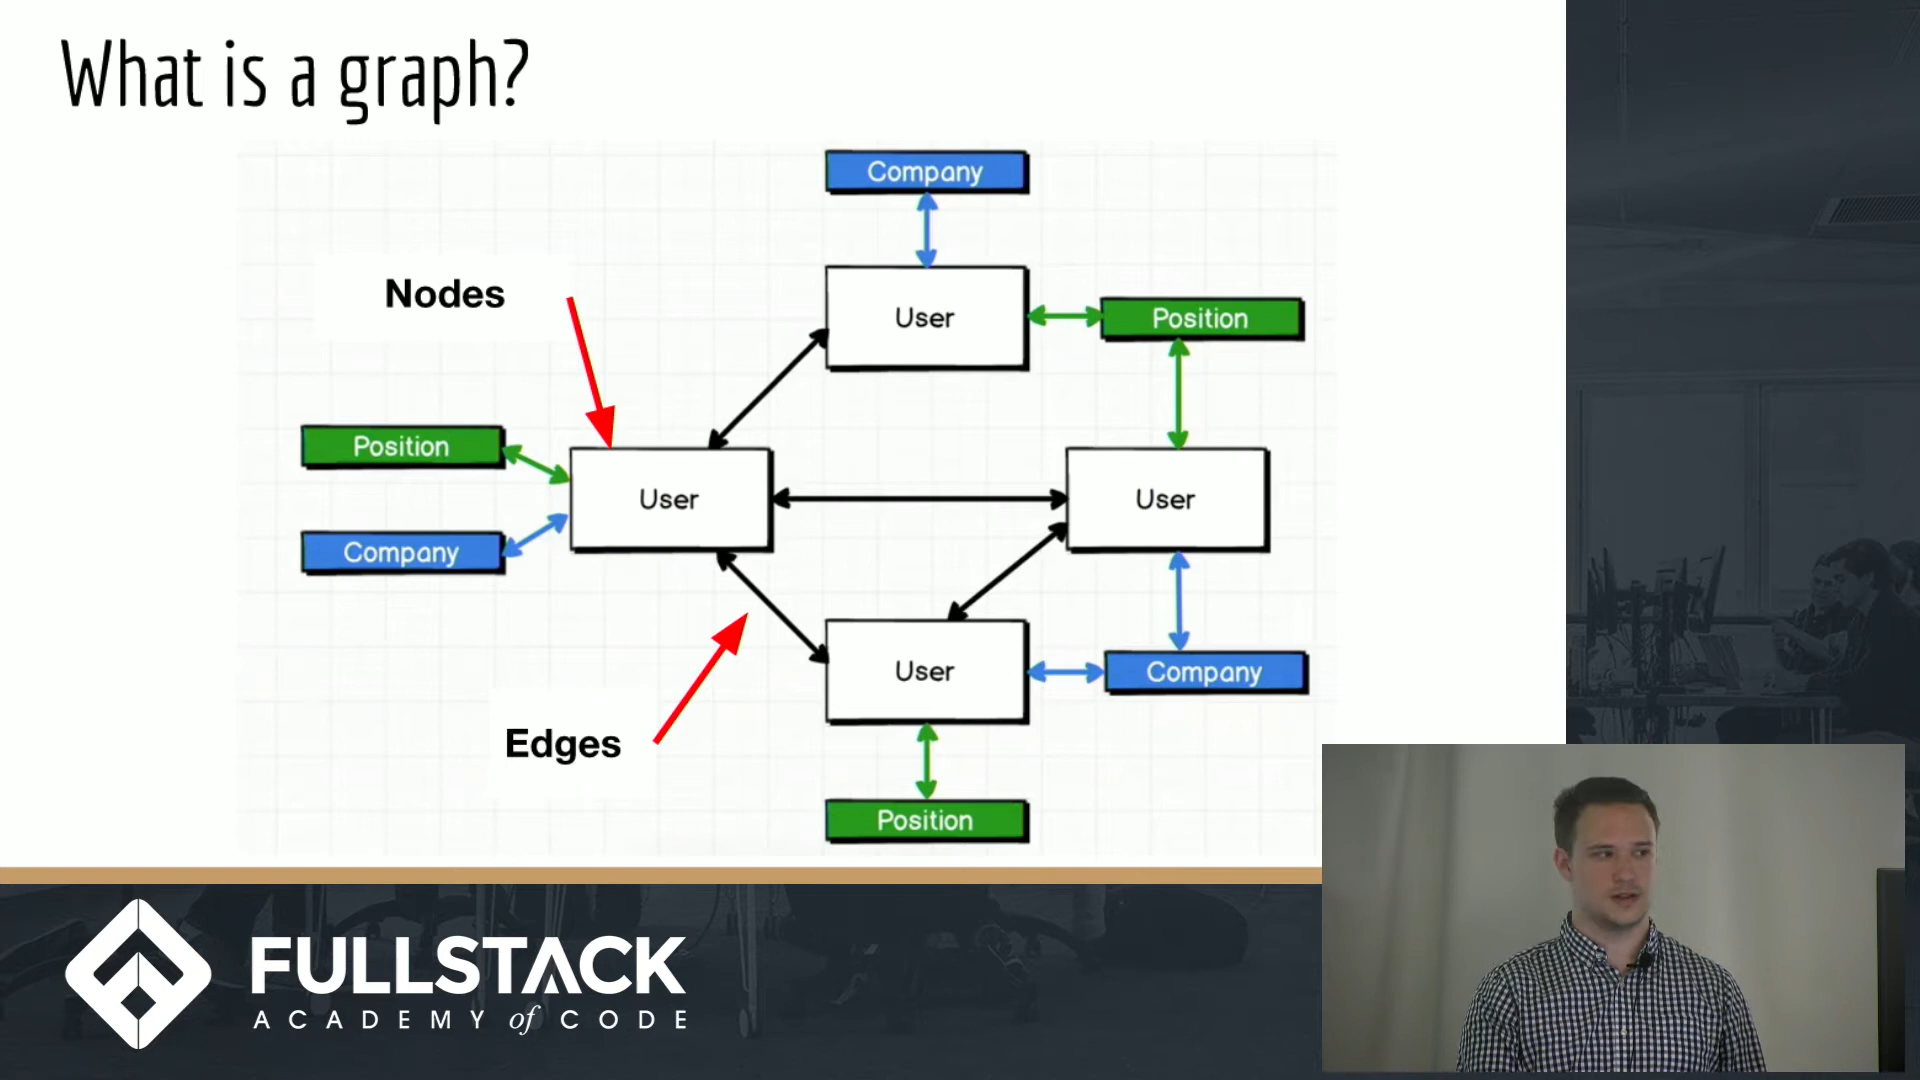 What is a graph?
Company
Nodes
User
Position
Position
User
User
Company
User
Company
Edges
Position
FULLSTACK
ACADEMY of CODE